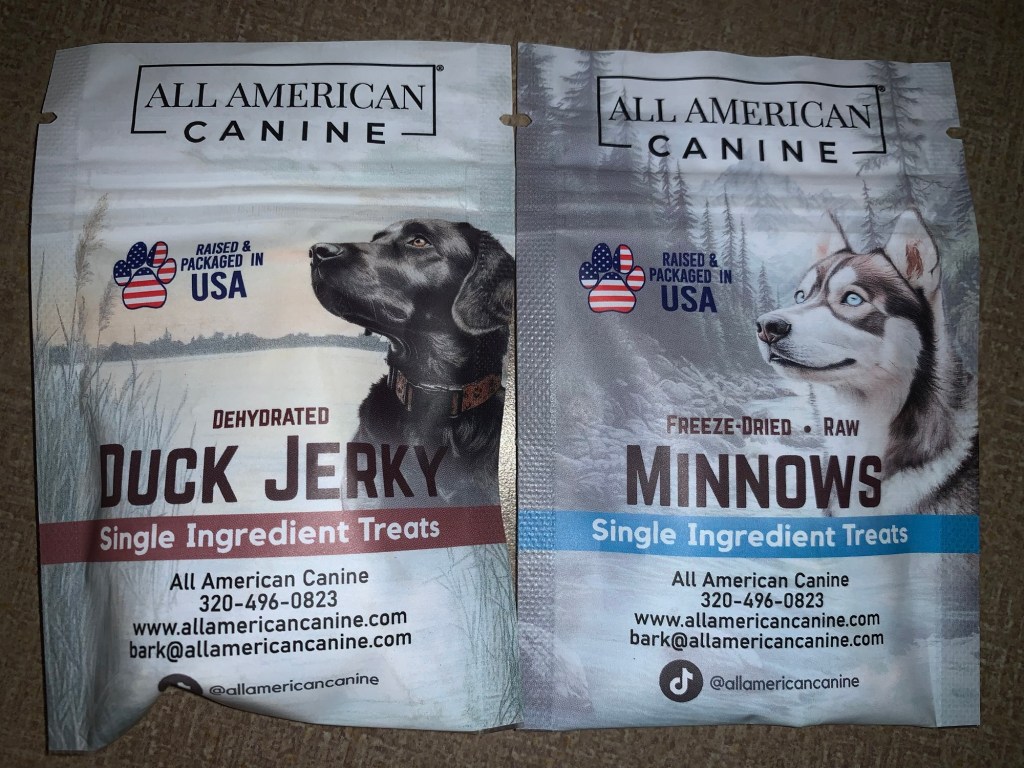 ALL AMERICAN®
CANINE
RAISED &
PACKAGED IN
USA
DEHYDRATED
DUCK JERKY
Single Ingredient Treats
All American Canine
320-496-0823
www.allamericancanine.com
bark@allamericancanine.com
@allamericancanine
ALL AMERICAN®
CANINE
RAISED &
PACKAGED IN
USA
FREEZE-DRIED • RAW
MINNOWS
Single Ingredient Treats
All American Canine
320-496-0823
www.allamericancanine.com
bark@allamericancanine.com
@allamericancanine